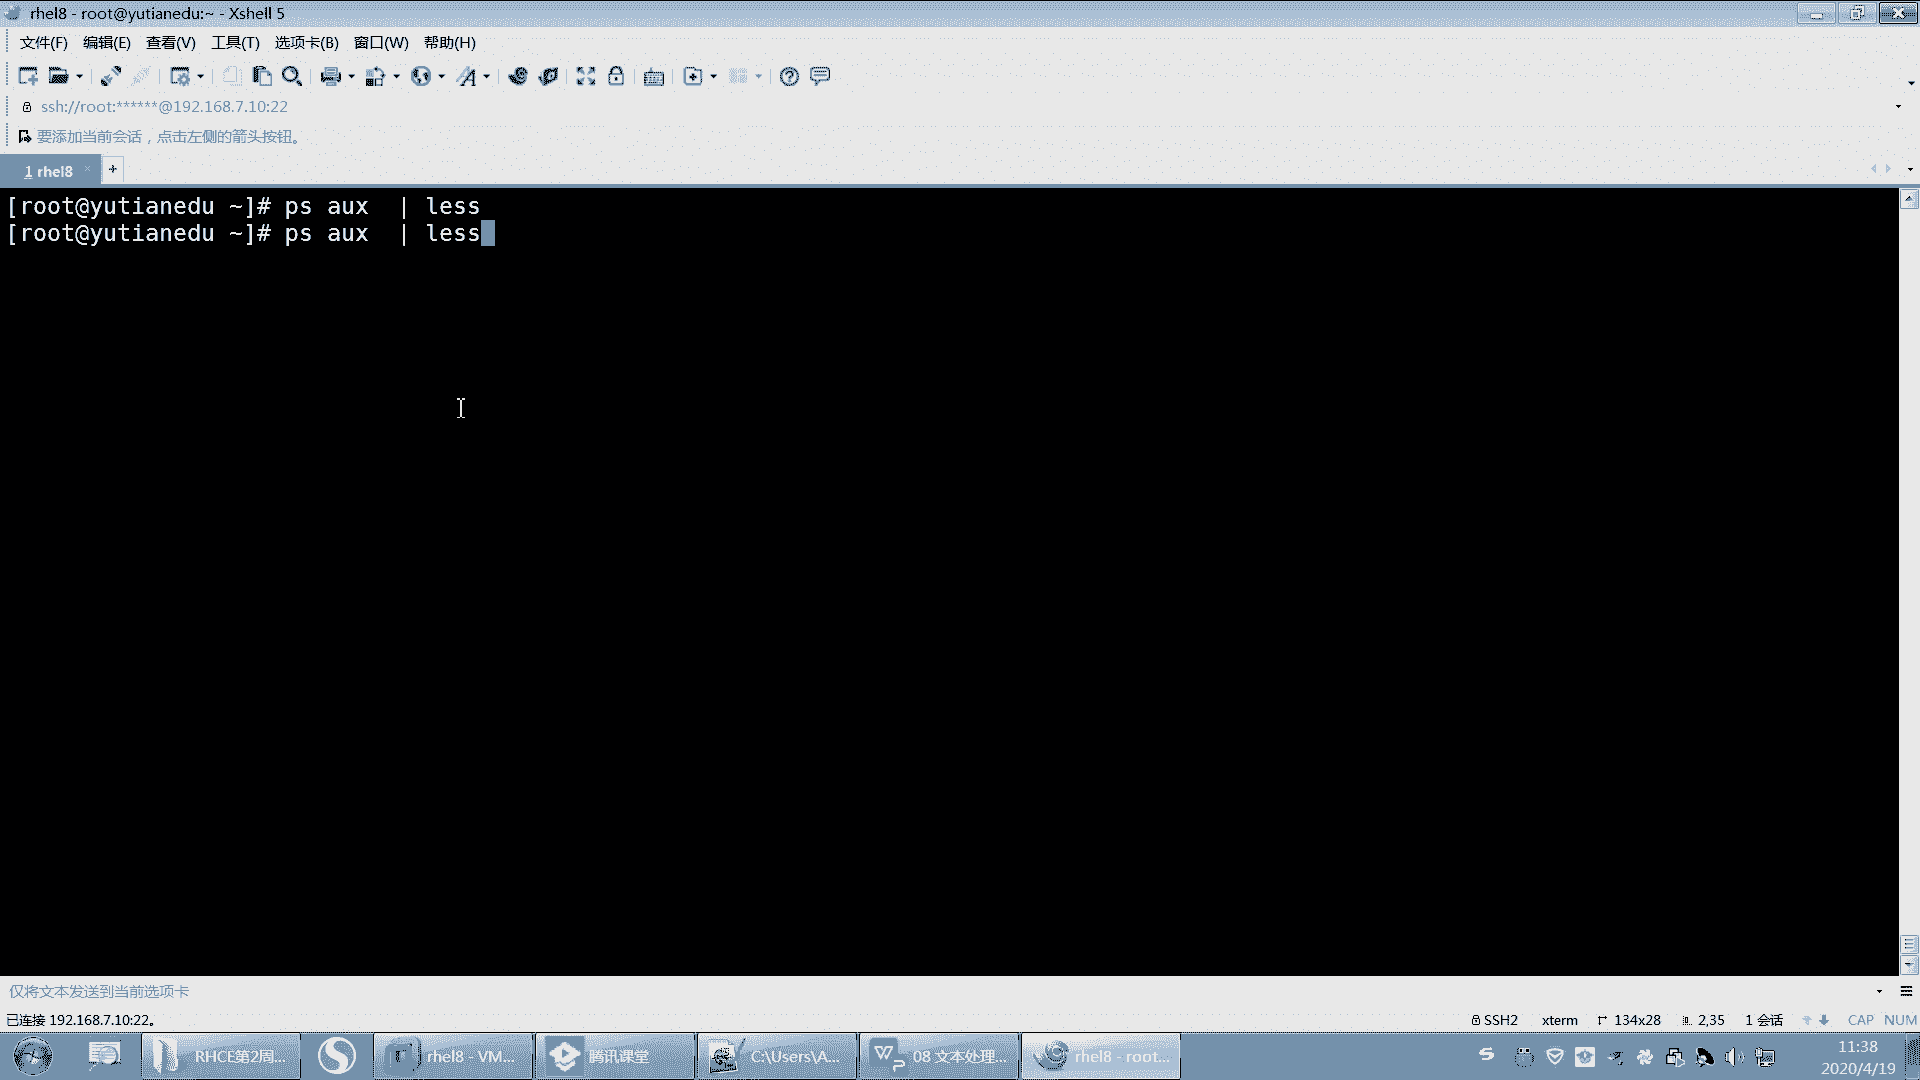 rhel8 - root@yutianedu:~ - Xshell 5
文件(F) 编辑(E) 查看(V) 工具(T) 选项卡(B) 窗口(W) 帮助(H)
ssh://root:******@192.168.7.10:22
要添加当前会话，点击左侧的箭头按钮。
1 rhel8
[root@yutianedu ~]# ps aux  | less
[root@yutianedu ~]# ps aux  | less
仅将文本发送到当前选项卡
已连接 192.168.7.10:22。 SSH2 xterm 134x28 2,35 1 会话 CAP NUM
RHCE第2周... rhel8 - VM... 腾讯课堂 C:\Users\A... 08 文本处理... rhel8 - root... 11:38
2020/4/19